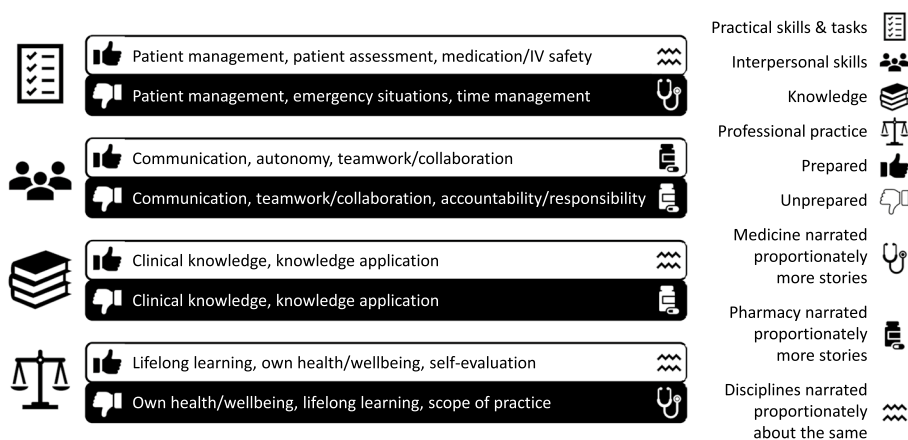 Patient management, patient assessment, medication/IV safety
Patient management, emergency situations, time management
Communication, autonomy, teamwork/collaboration
Communication, teamwork/collaboration, accountability/responsibility
Clinical knowledge, knowledge application
Clinical knowledge, knowledge application
Lifelong learning, own health/wellbeing, self-evaluation
Own health/wellbeing, lifelong learning, scope of practice
Practical skills & tasks
Interpersonal skills
Knowledge
Professional practice
Prepared
Unprepared
Medicine narrated
proportionately
more stories
Pharmacy narrated
proportionately
more stories
Disciplines narrated
proportionately
about the same